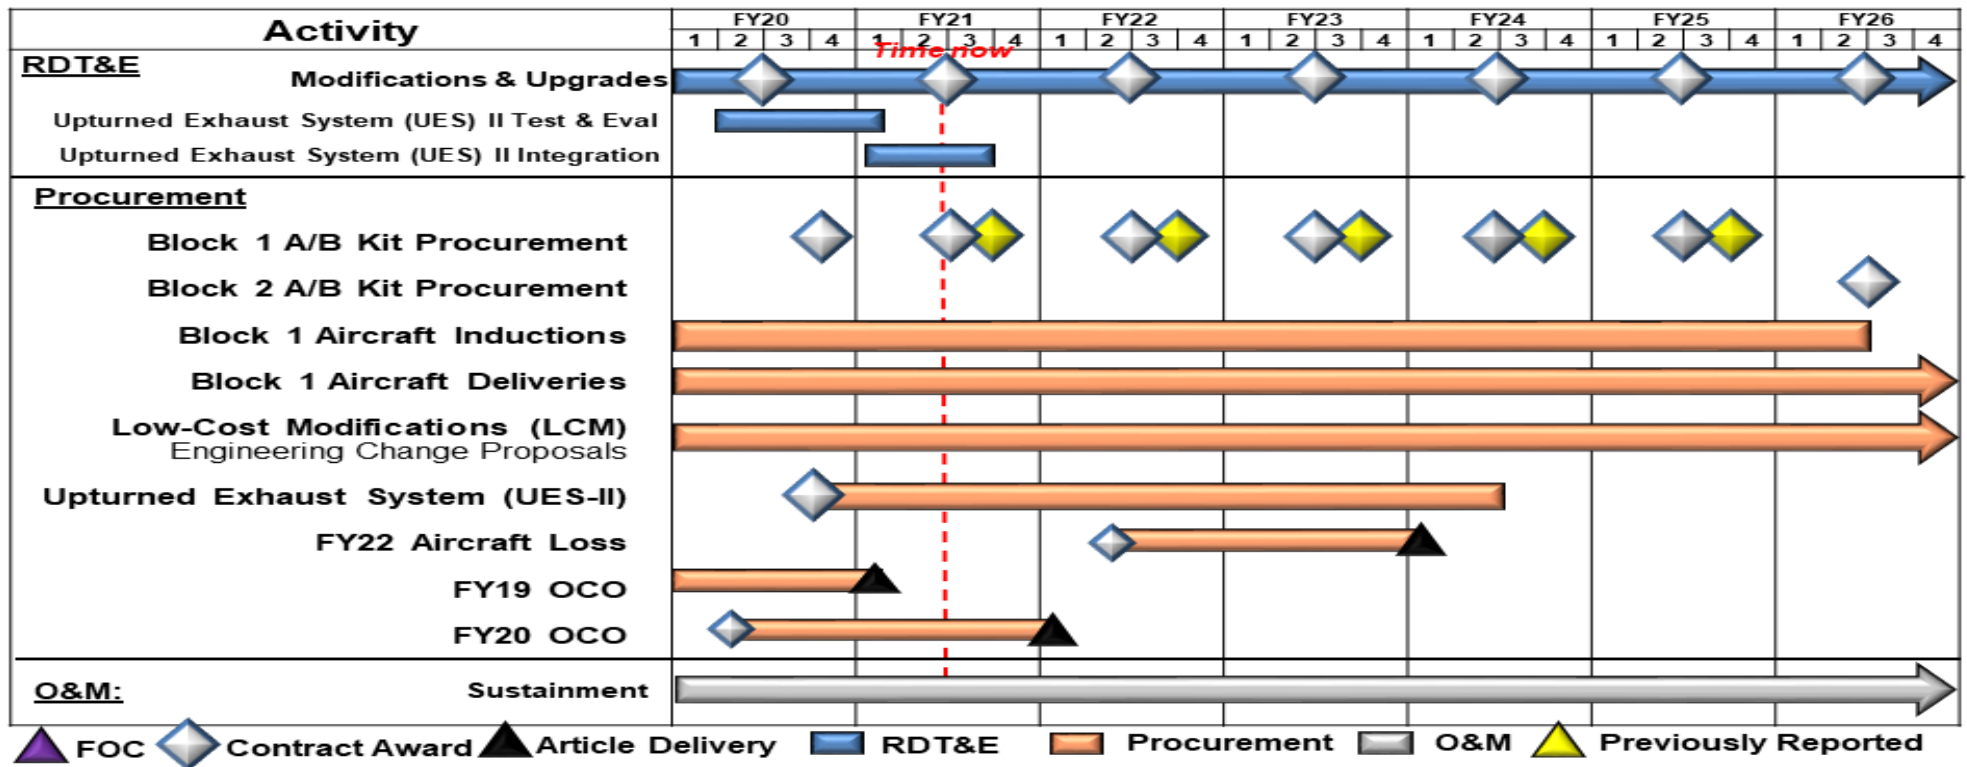 Activity
FY20 FY21 FY22 FY23 FY24 FY25 FY26
1 2 3 4 1 2 3 4 1 2 3 4 1 2 3 4 1 2 3 4 1 2 3 4 1 2 3 4
Time now
RDT&E
Modifications & Upgrades
Upturned Exhaust System (UES) II Test & Eval
Upturned Exhaust System (UES) II Integration
Procurement
Block 1 A/B Kit Procurement
Block 2 A/B Kit Procurement
Block 1 Aircraft Inductions
Block 1 Aircraft Deliveries
Low-Cost Modifications (LCM)
Engineering Change Proposals
Upturned Exhaust System (UES-II)
FY22 Aircraft Loss
FY19 OCO
FY20 OCO
O&M: Sustainment
FOC Contract Award Article Delivery RDT&E Procurement O&M Previously Reported